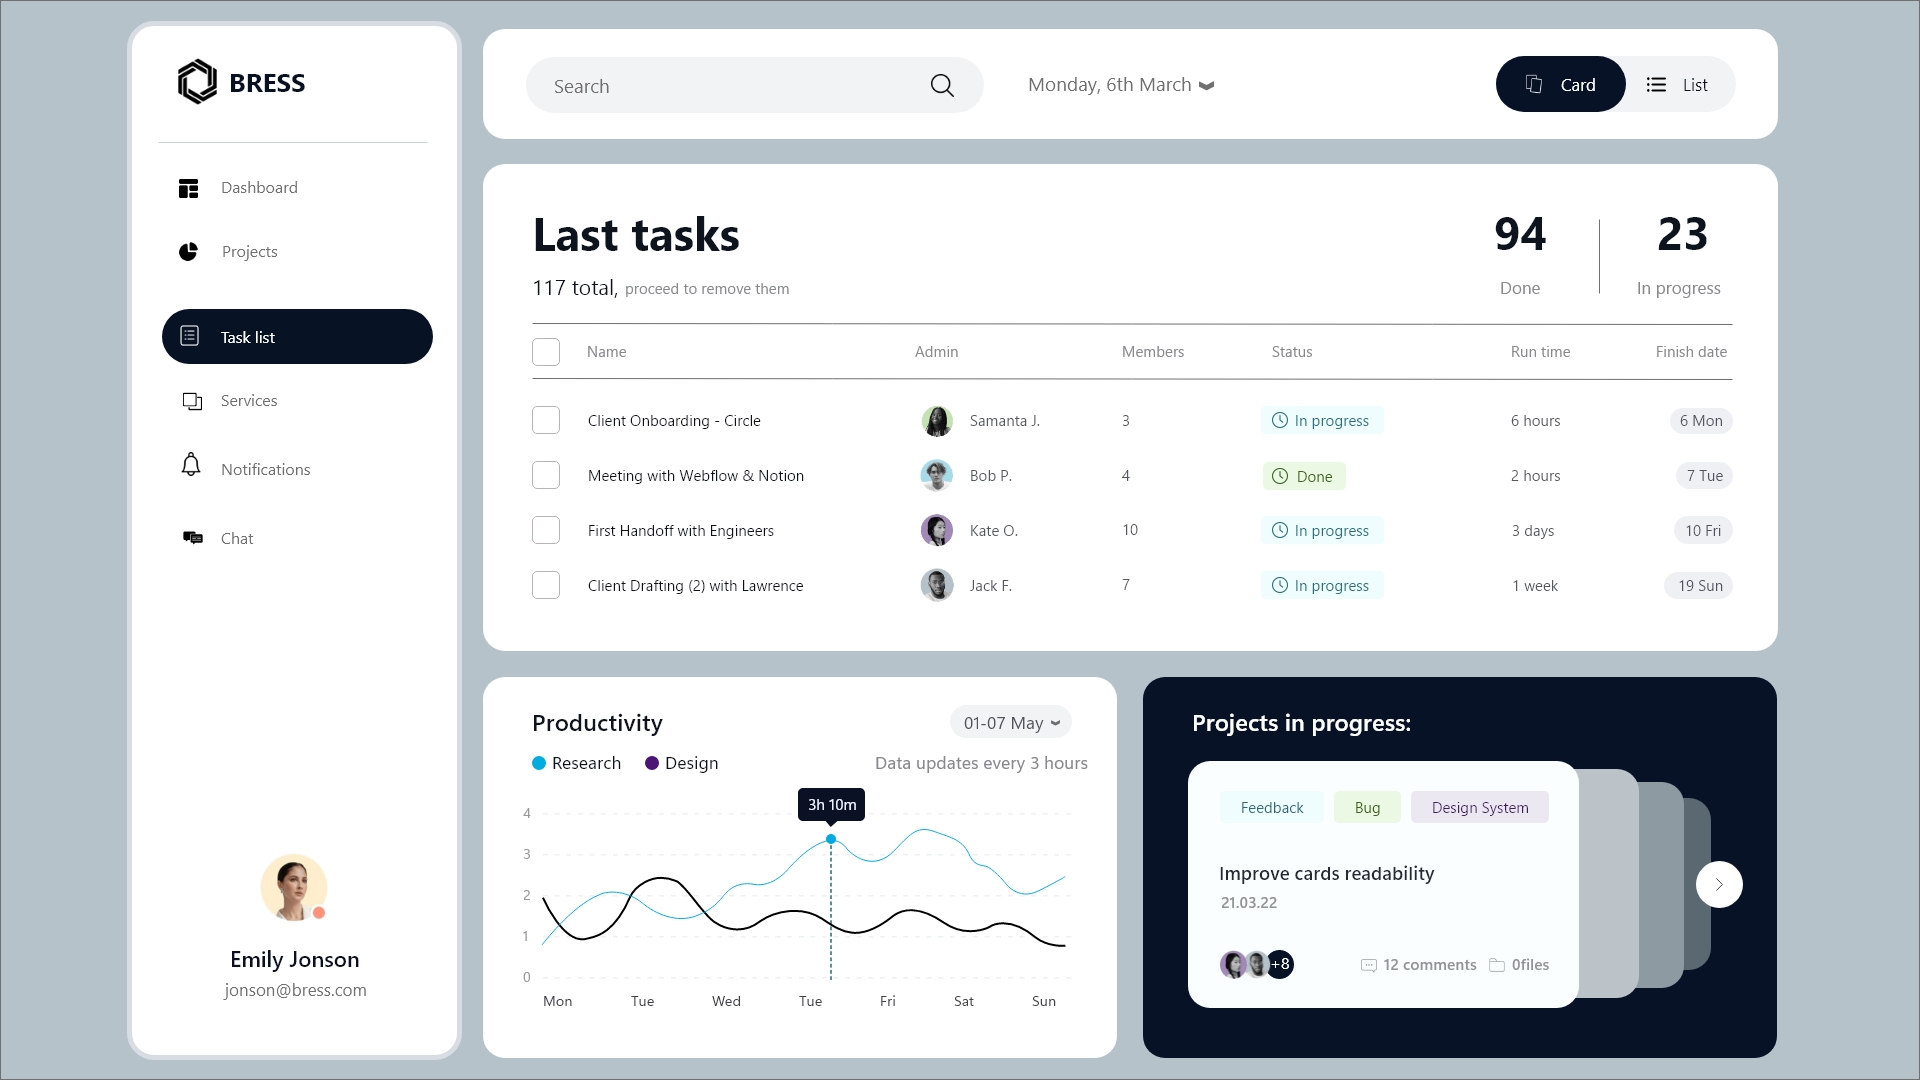 BRESS
Search
Monday, 6th March
Card
List
Dashboard
Projects
Task list
Services
Notifications
Chat
Emily Jonson
jonson@bress.com
Last tasks
117 total, proceed to remove them
94
Done
23
In progress
Name Admin Members Status Run time Finish date
Client Onboarding - Circle Samanta J. 3 In progress 6 hours 6 Mon
Meeting with Webflow & Notion Bob P. 4 Done 2 hours 7 Tue
First Handoff with Engineers Kate O. 10 In progress 3 days 10 Fri
Client Drafting (2) with Lawrence Jack F. 7 In progress 1 week 19 Sun
Productivity
01-07 May
Research Design Data updates every 3 hours
3h 10m
4
3
2
1
0
Mon Tue Wed Tue Fri Sat Sun
Projects in progress:
Feedback Bug Design System
Improve cards readability
21.03.22
+8 12 comments 0files